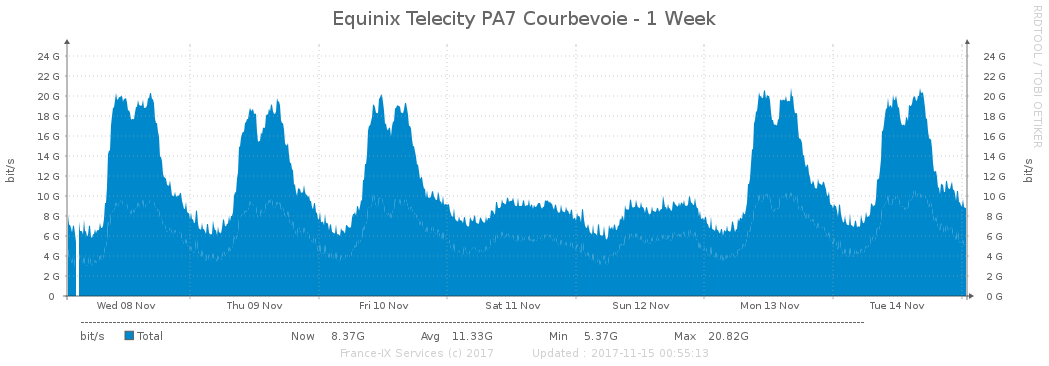 Equinix Telecity PA7 Courbevoie - 1 Week
RRDTOOL / TOBI OETIKER
bit/s
24 G 24 G
22 G 22 G
20 G 20 G
18 G 18 G
16 G 16 G
14 G 14 G
12 G 12 G
10 G 10 G
8 G 8 G
6 G 6 G
4 G 4 G
2 G 2 G
0 0 G
bit/s
Wed 08 Nov Thu 09 Nov Fri 10 Nov Sat 11 Nov Sun 12 Nov Mon 13 Nov Tue 14 Nov
bit/s Total Now 8.37G Avg 11.33G Min 5.37G Max 20.82G
France-IX Services (c) 2017 Updated : 2017-11-15 00:55:13